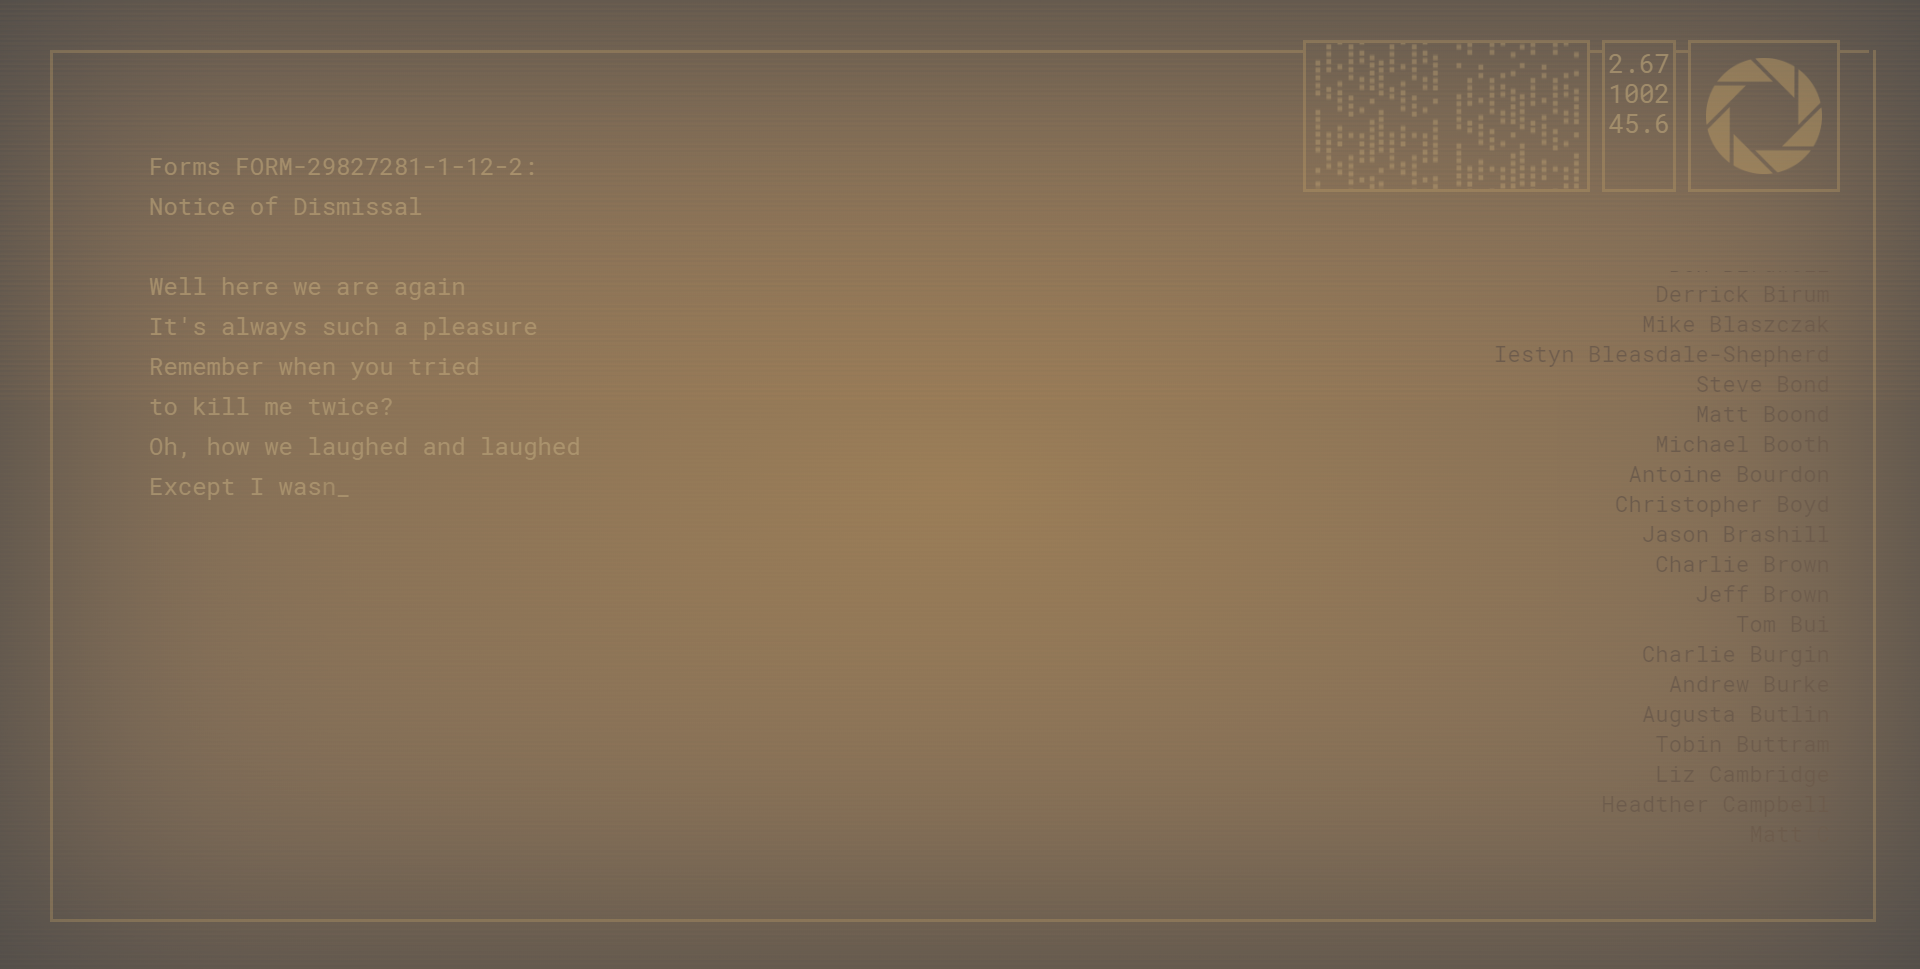 2.67
1002
45.6
Forms FORM-29827281-1-12-2:
Notice of Dismissal
Well here we are again
It's always such a pleasure
Remember when you tried
to kill me twice?
Oh, how we laughed and laughed
Except I wasn_
Derrick Birum
Mike Blaszczak
Iestyn Bleasdale-Shepherd
Steve Bond
Matt Boond
Michael Booth
Antoine Bourdon
Christopher Boyd
Jason Brashill
Charlie Brown
Jeff Brown
Tom Bui
Charlie Burgin
Andrew Burke
Augusta Butlin
Tobin Buttram
Liz Cambridge
Headther Campbell
Matt